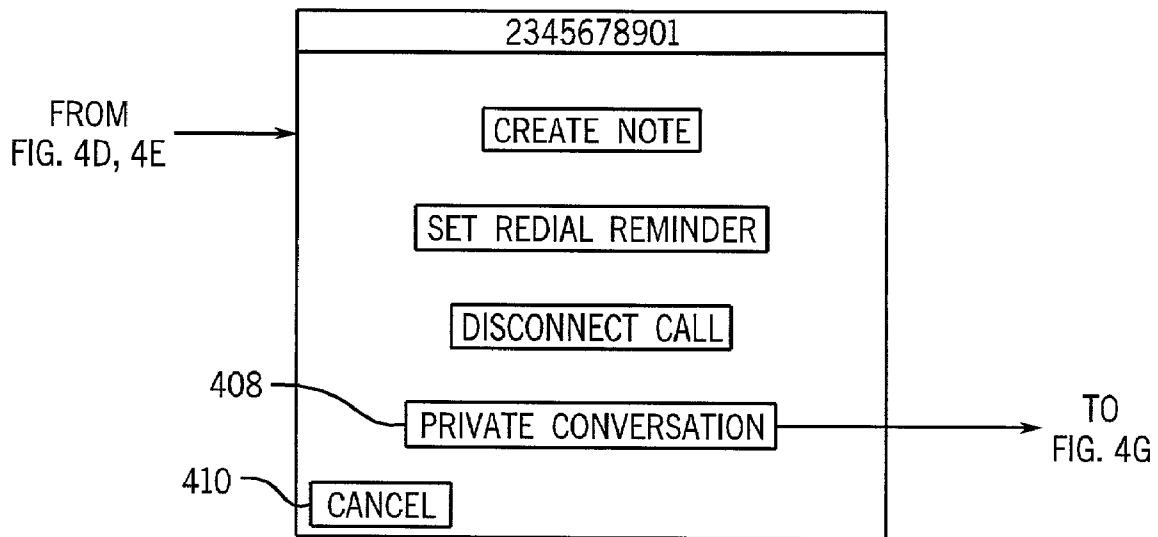 2345678901
FROM
FIG. 4D, 4E
CREATE NOTE
SET REDIAL REMINDER
DISCONNECT CALL
408
PRIVATE CONVERSATION
TO
FIG. 4G
410
CANCEL